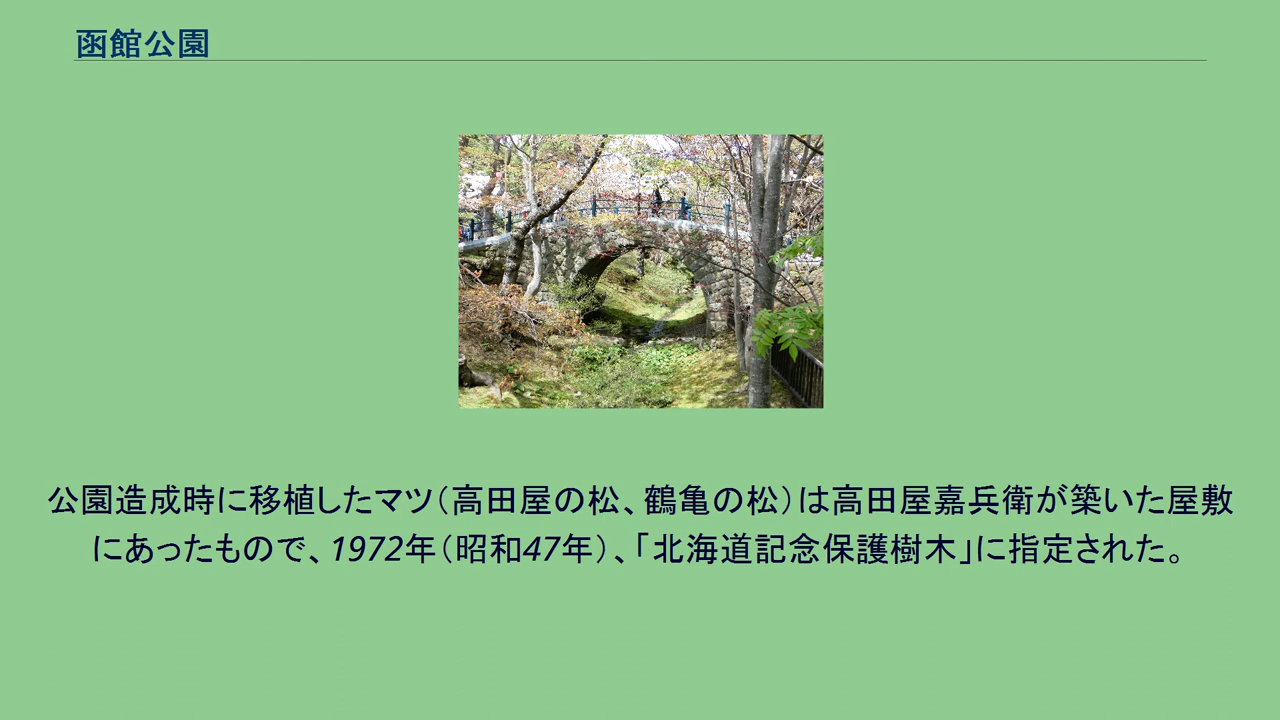 函館公園
公園造成時に移植したマツ（高田屋の松、鶴亀の松）は高田屋嘉兵衛が築いた屋敷
にあったもので、1972年（昭和47年）、「北海道記念保護樹木」に指定された。